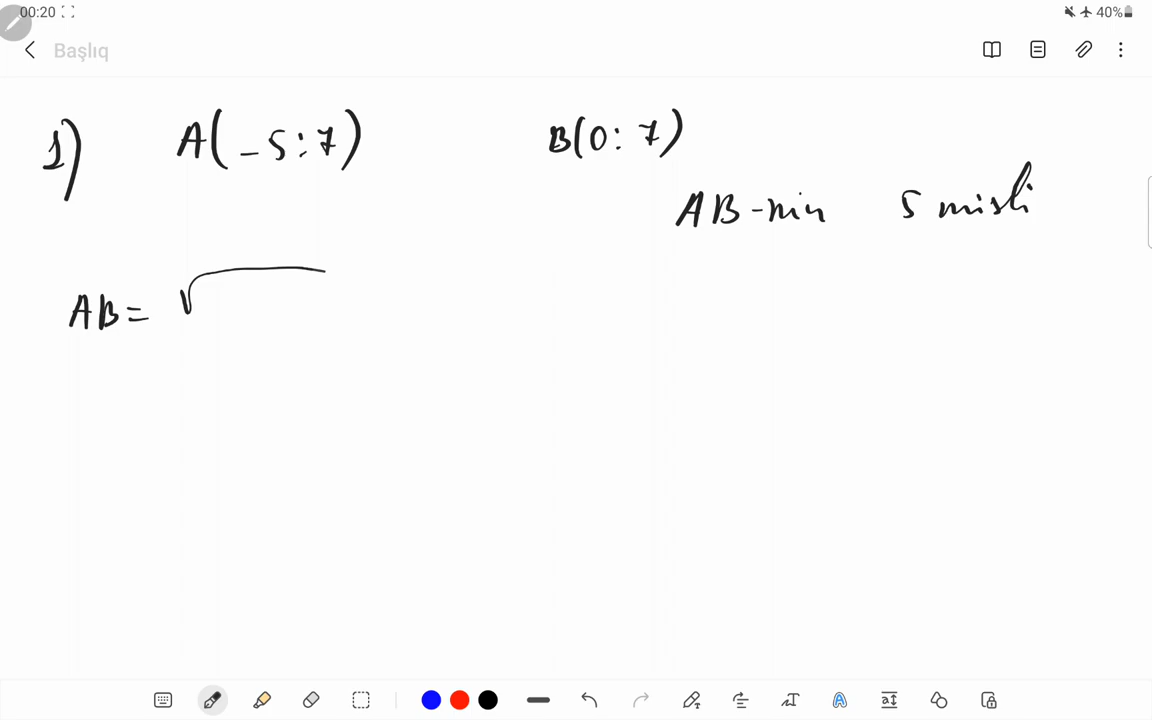 00:20 40%
Başlıq
1) A(-5:7) B(0:7)
AB-nin 5 misli
AB= √